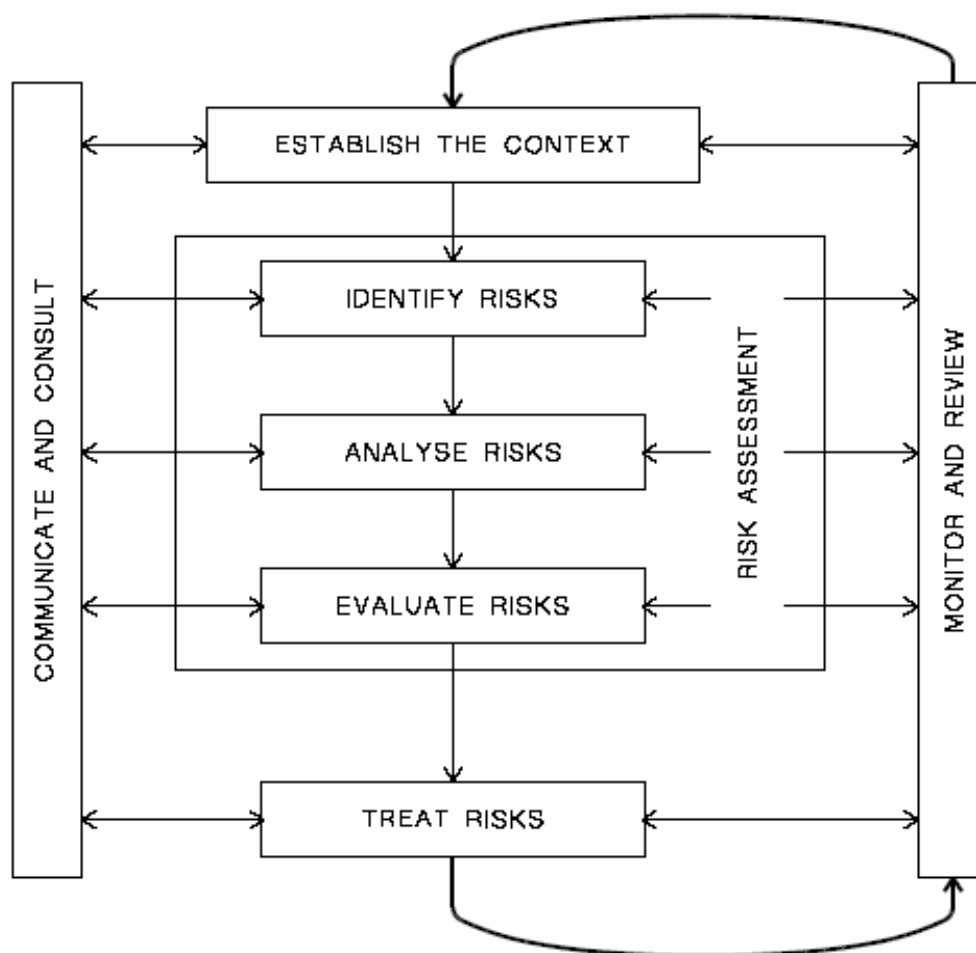 ESTABLISH THE CONTEXT
COMMUNICATE AND CONSULT
IDENTIFY RISKS
ANALYSE RISKS
EVALUATE RISKS
RISK ASSESSMENT
MONITOR AND REVIEW
TREAT RISKS